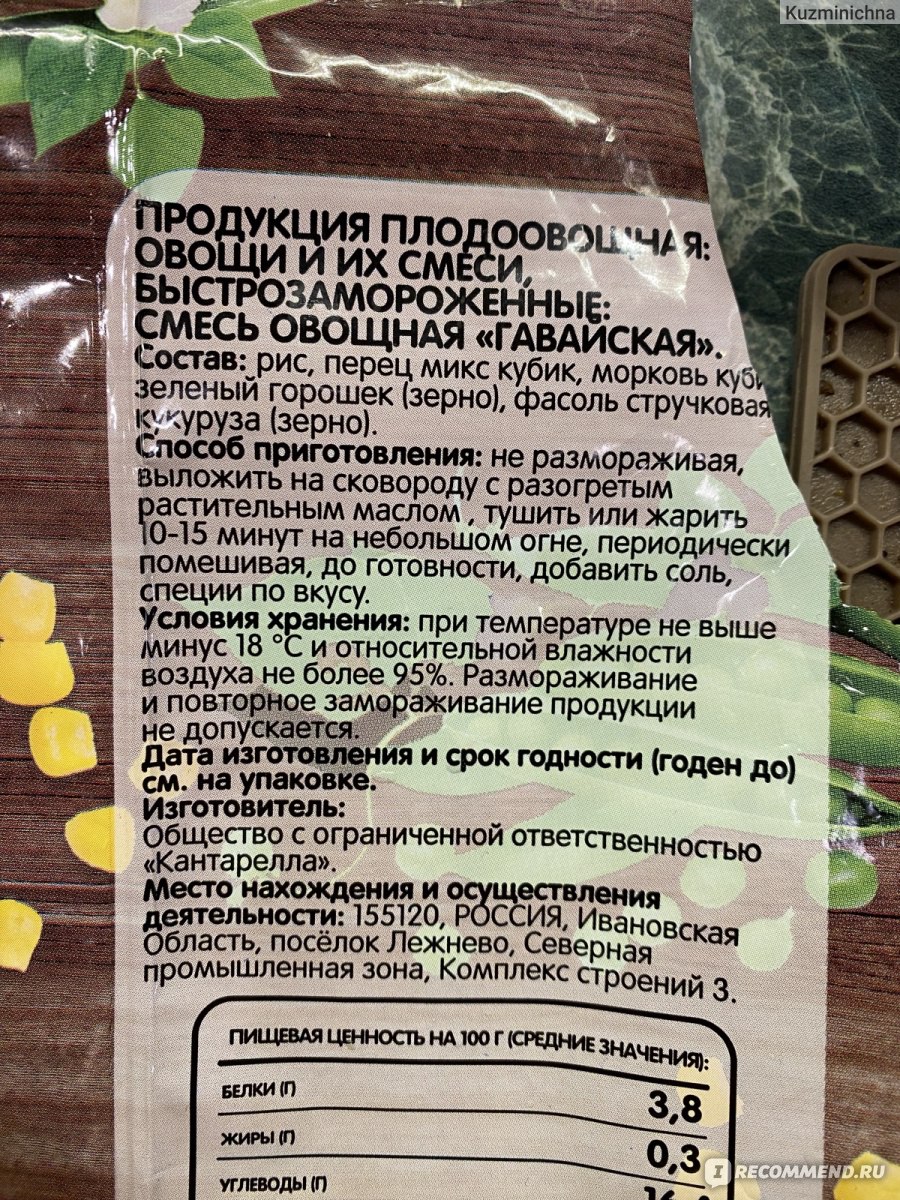 Kuzminichna
ПРОДУКЦИЯ ПЛОДООВОЩНАЯ:
ОВОЩИ И ИХ СМЕСИ,
БЫСТРОЗАМОРОЖЕННЫЕ:
СМЕСЬ ОВОЩНАЯ «ГАВАЙСКАЯ».
Состав: рис, перец микс кубик, морковь куби
зеленый горошек (зерно), фасоль стручковая
кукуруза (зерно).
Способ приготовления: не размораживая,
выложить на сковороду с разогретым
растительным маслом, тушить или жарить
10-15 минут на небольшом огне, периодически
помешивая, до готовности, добавить соль,
специи по вкусу.
Условия хранения: при температуре не выше
минус 18 °С и относительной влажности
воздуха не более 95%. Размораживание
и повторное замораживание продукции
не допускается.
Дата изготовления и срок годности (годен до)
см. на упаковке.
Изготовитель:
Общество с ограниченной ответственностью
«Кантарелла».
Место нахождения и осуществления
деятельности: 155120, РОССИЯ, Ивановская
Область, посёлок Лежнево, Северная
промышленная зона, Комплекс строений 3.
ПИЩЕВАЯ ЦЕННОСТЬ НА 100 Г (СРЕДНИЕ ЗНАЧЕНИЯ):
БЕЛКИ (Г) 3,8
ЖИРЫ (Г) 0,3
УГЛЕВОДЫ (Г)
IRECOMMEND.RU